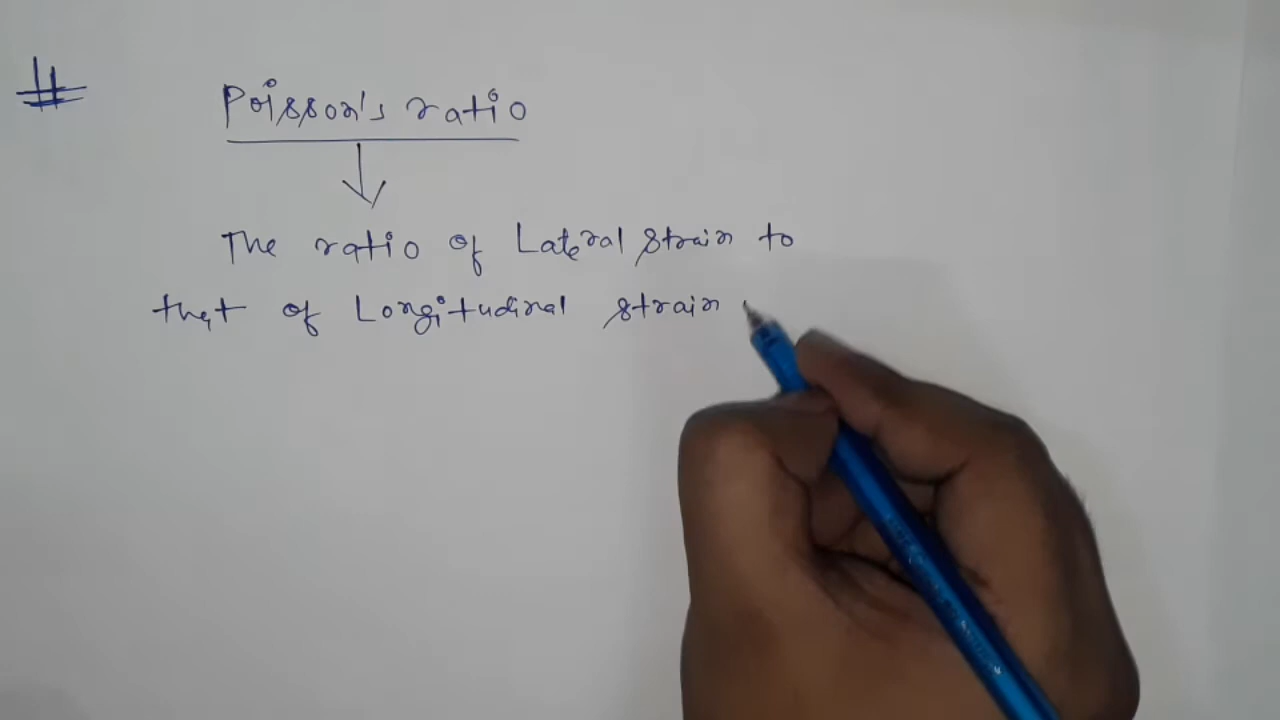 # Poisson's ratio
The ratio of Lateral strain to
that of Longitudinal strain